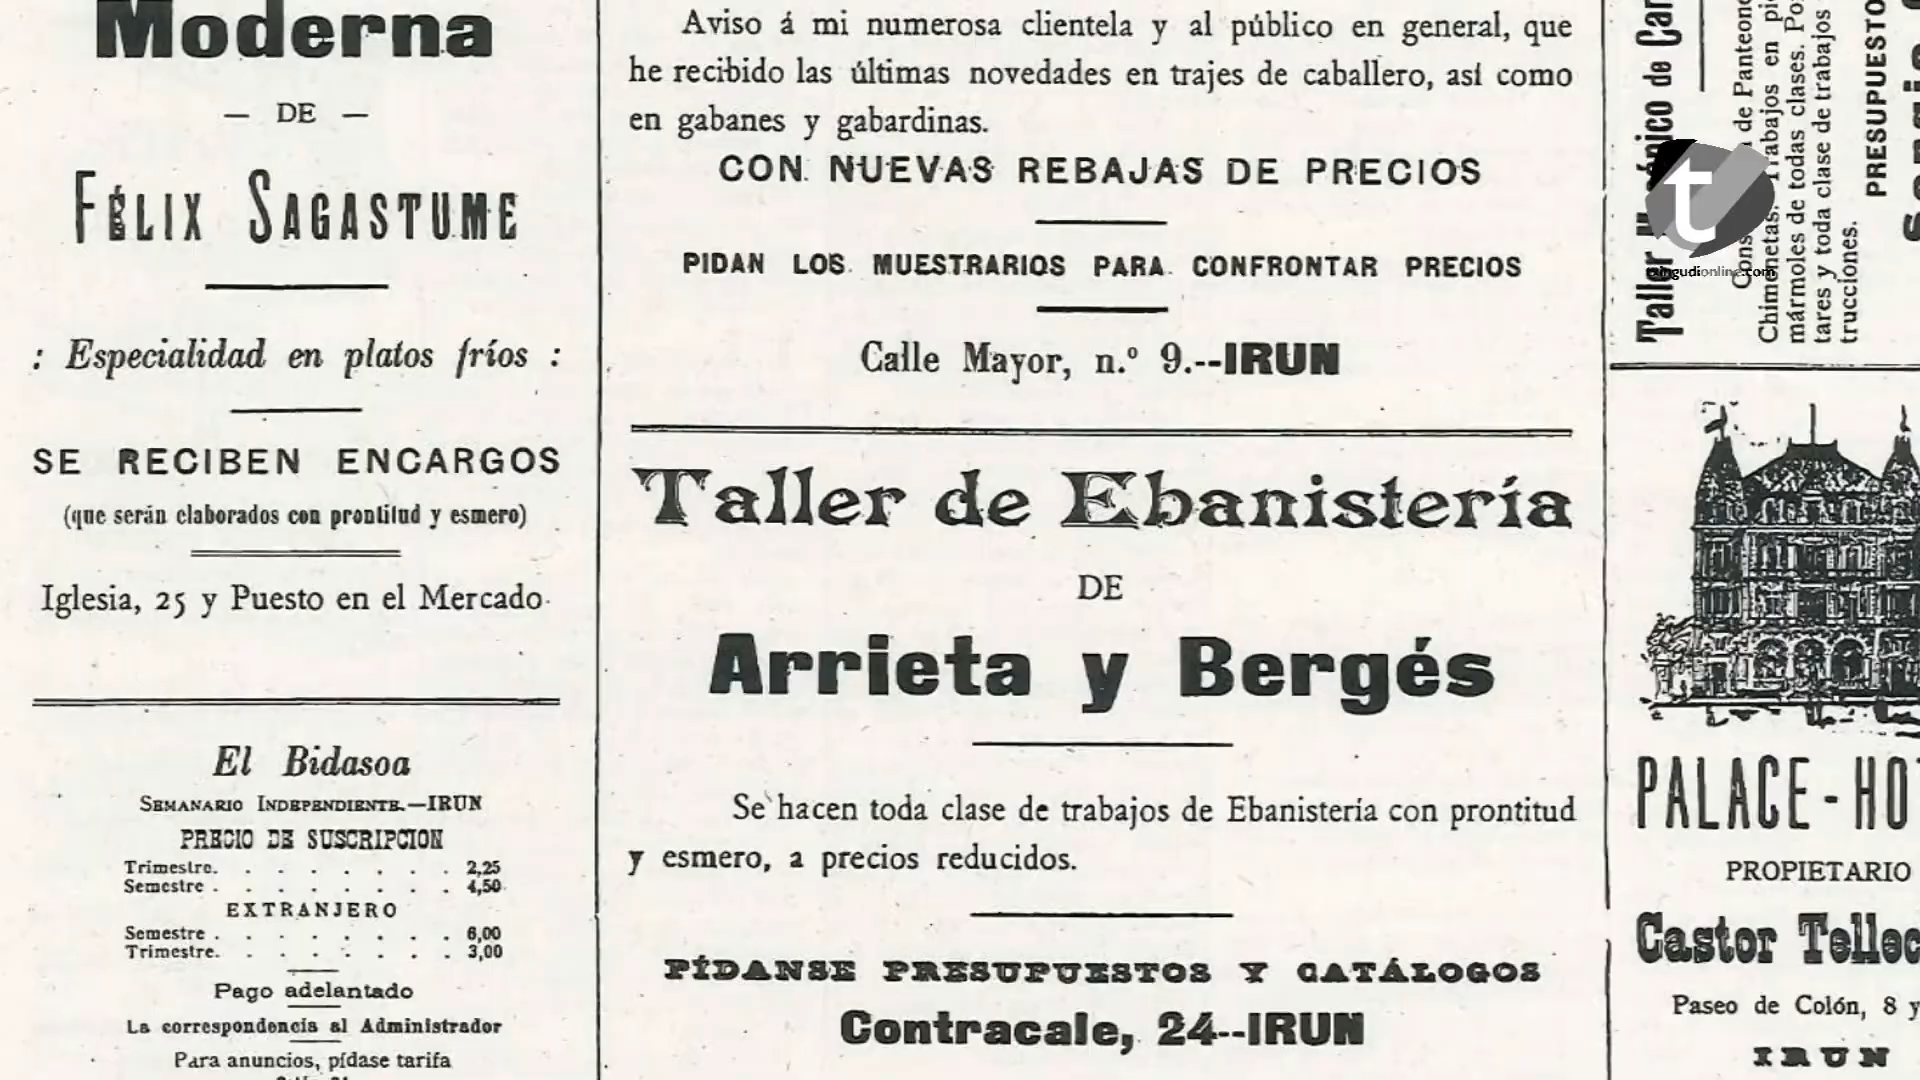 Moderna
— DE —
FÉLIX SAGASTUME
: Especialidad en platos fríos :
SE RECIBEN ENCARGOS
(que serán elaborados con prontitud y esmero)
Iglesia, 25 y Puesto en el Mercado
El Bidasoa
SEMANARIO INDEPENDIENTE.—IRUN
PRECIO DE SUSCRIPCION
Trimestre. . . . . . . . 2,25
Semestre . . . . . . . . 4,50
EXTRANJERO
Semestre . . . . . . . . 6,00
Trimestre. . . . . . . . 3,00
Pago adelantado
La correspondencia al Administrador
Para anuncios, pídase tarifa
Aviso á mi numerosa clientela y al público en general, que
he recibido las últimas novedades en trajes de caballero, así como
en gabanes y gabardinas.
CON NUEVAS REBAJAS DE PRECIOS
PIDAN LOS MUESTRARIOS PARA CONFRONTAR PRECIOS
Calle Mayor, n.º 9.--IRUN
Taller de Ebanistería
DE
Arrieta y Bergés
Se hacen toda clase de trabajos de Ebanistería con prontitud
y esmero, a precios reducidos.
PÍDANSE PRESUPUESTOS Y CATÁLOGOS
Contracale, 24--IRUN
Taller de
de Panteon
Chimenetas. Trabajos en
mármoles de todas clases.
tares y toda clase de trabajos
trucciones.
PRESUPUESTO
t
txingudionline.com
PALACE-HO
PROPIETARIO
Castor Tellec
Paseo de Colón, 8 y
IRUN